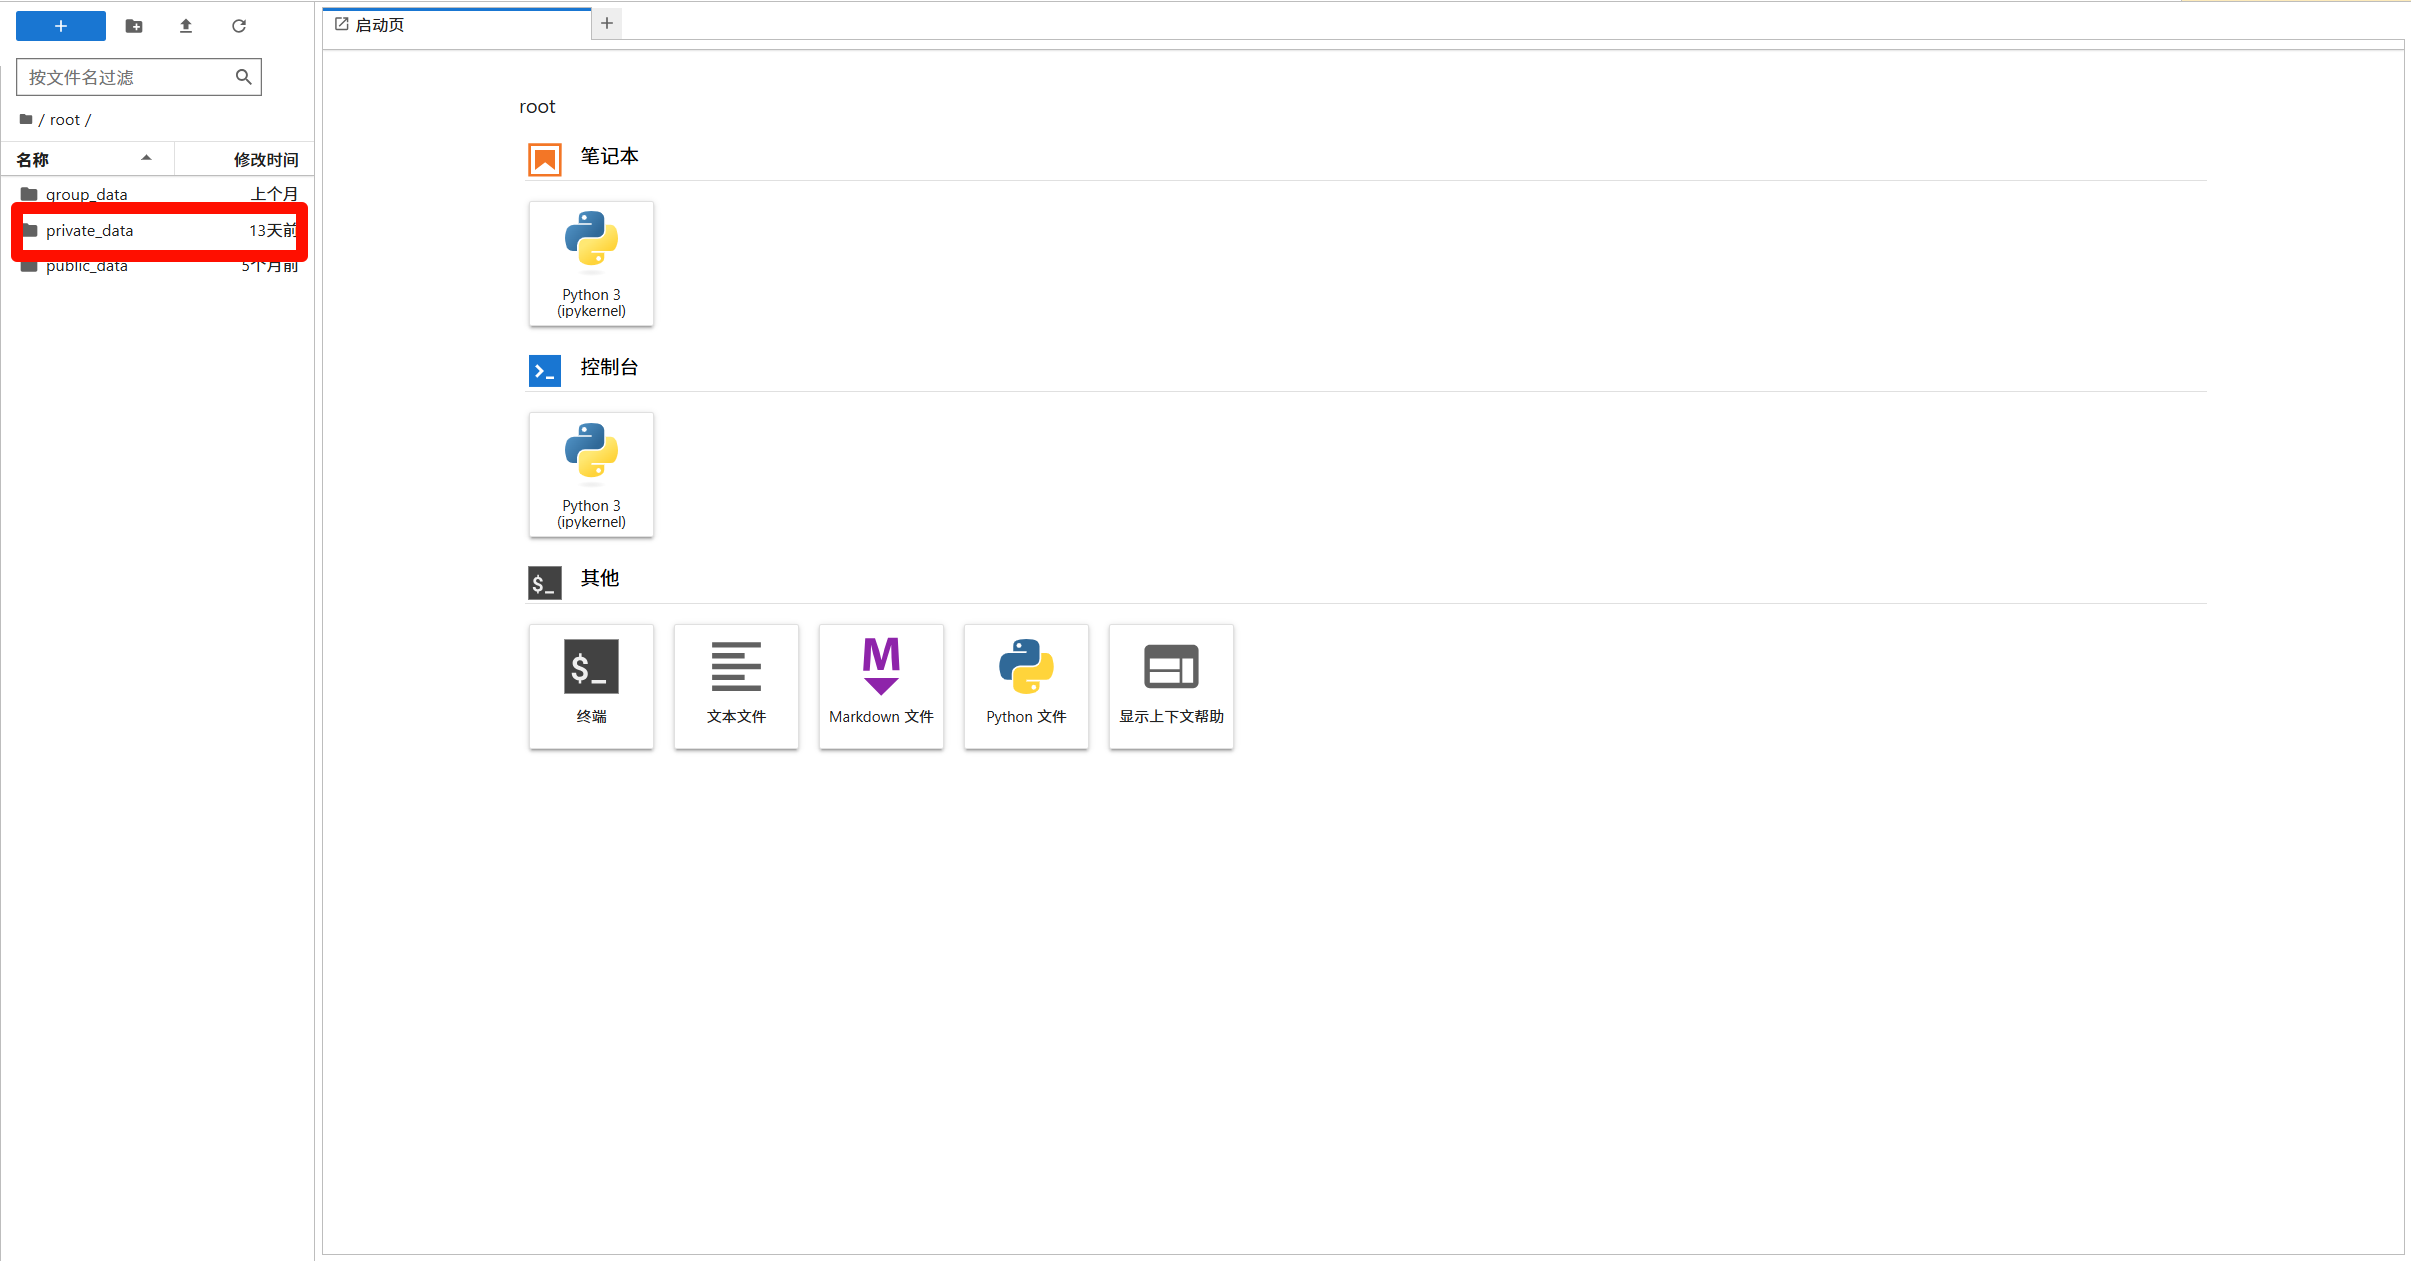 启动页
按文件名过滤
/ root /
名称 修改时间
group_data 上个月
private_data 13天前
public_data 5个月前
root
笔记本
Python 3
(ipykernel)
控制台
Python 3
(ipykernel)
$_ 其他
$_
终端
文本文件
M
Markdown 文件
Python 文件
显示上下文帮助